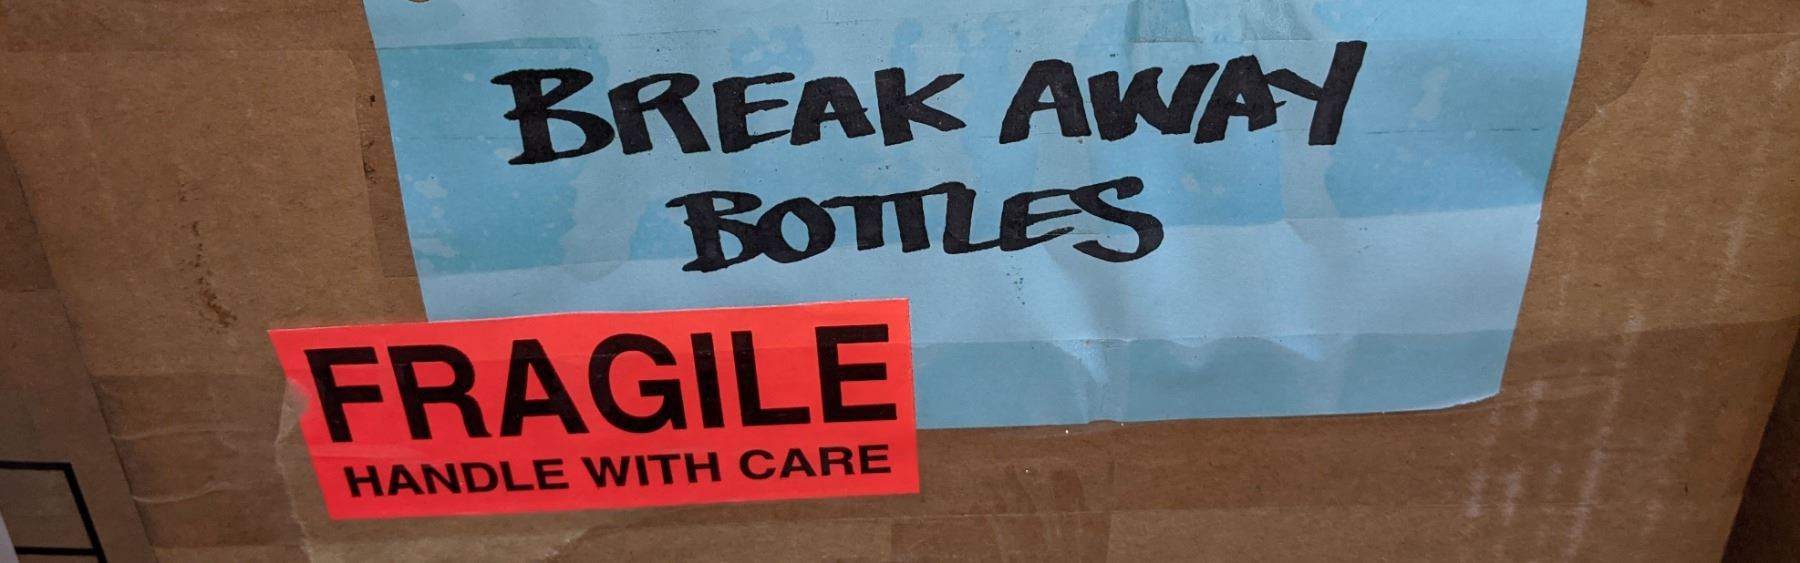 BREAK AWAY
BOTTLES
FRAGILE
HANDLE WITH CARE